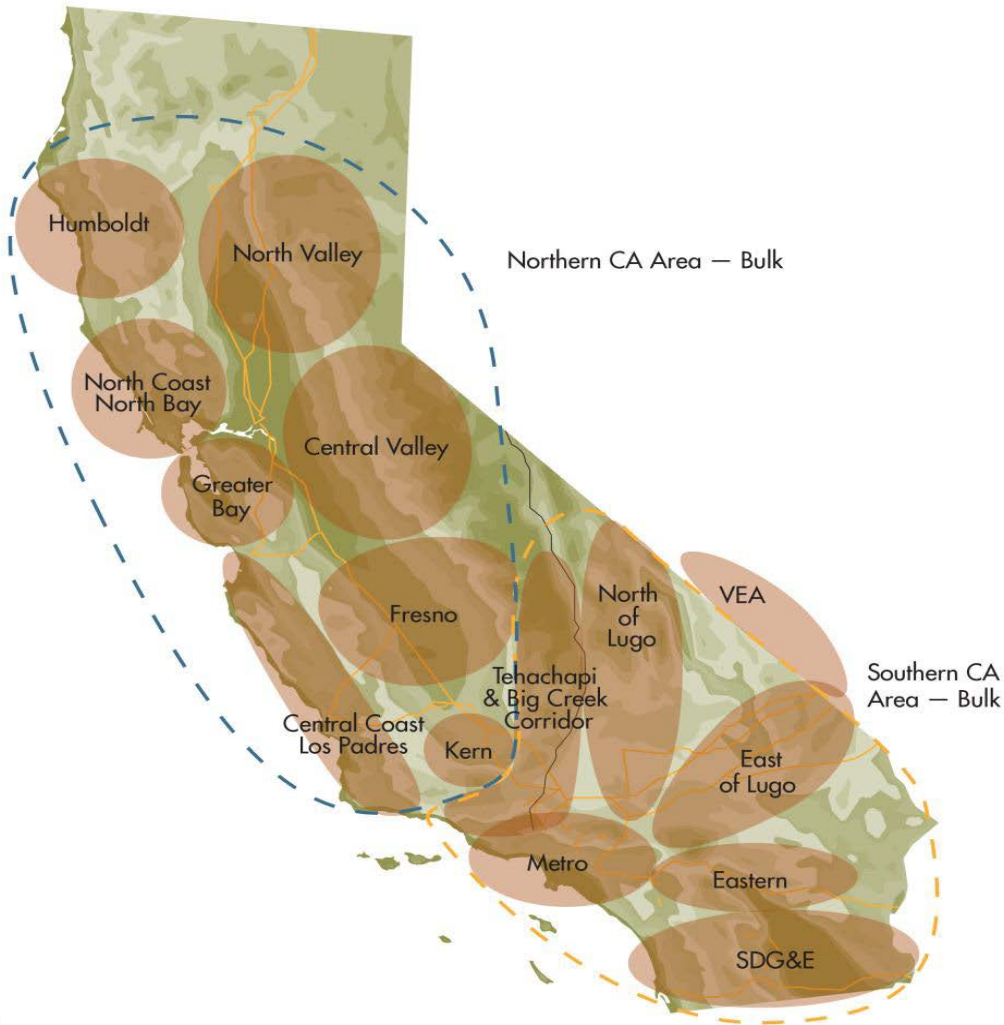 Humboldt
North Valley
Northern CA Area — Bulk
North Coast
North Bay
Central Valley
Greater
Bay
Fresno
North
of
Lugo
VEA
Tehachapi
& Big Creek
Corridor
Southern CA
Area — Bulk
Central Coast
Los Padres
Kern
East
of Lugo
Metro
Eastern
SDG&E